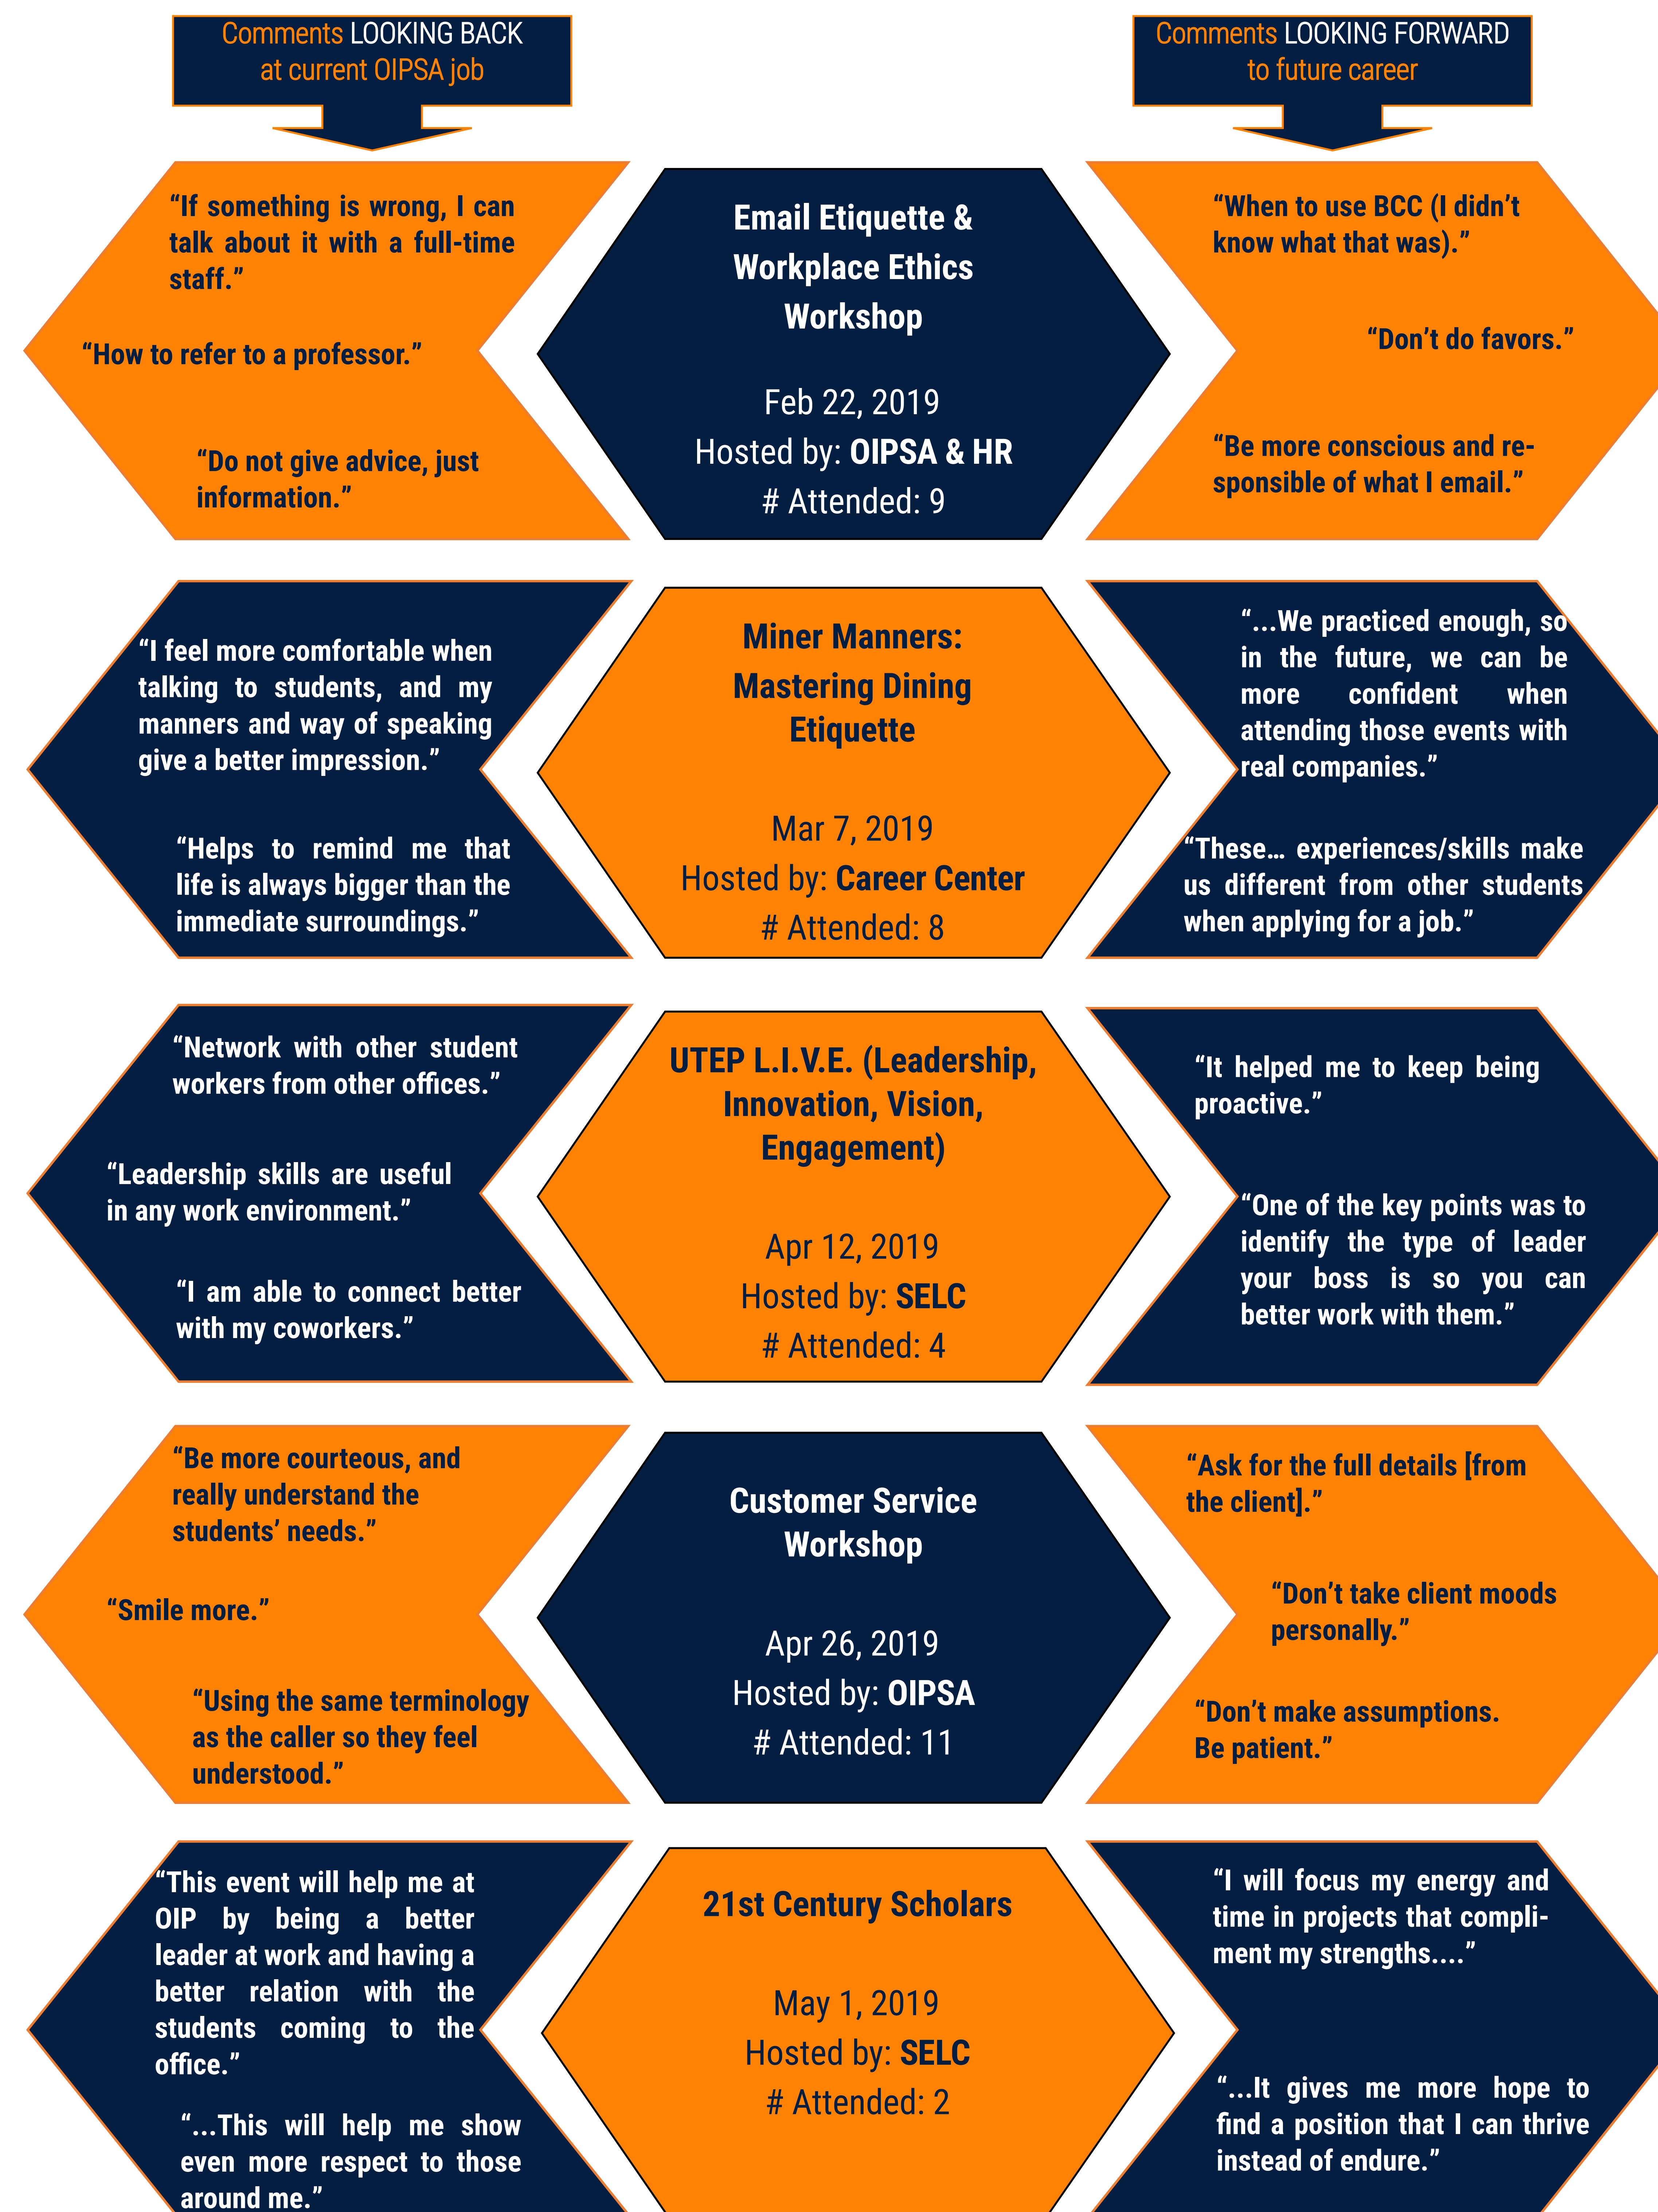 Comments LOOKING BACK
at current OIPSA job
Comments LOOKING FORWARD
to future career
“If something is wrong, I can
talk about it with a full-time
staff.”
“How to refer to a professor.”
“Do not give advice, just
information.”
Email Etiquette &
Workplace Ethics
Workshop
Feb 22, 2019
Hosted by: OIPSA & HR
# Attended: 9
“When to use BCC (I didn’t
know what that was).”
“Don’t do favors.”
“Be more conscious and re-
sponsible of what I email.”
“I feel more comfortable when
talking to students, and my
manners and way of speaking
give a better impression.”
“Helps to remind me that
life is always bigger than the
immediate surroundings.”
Miner Manners:
Mastering Dining
Etiquette
Mar 7, 2019
Hosted by: Career Center
# Attended: 8
“...We practiced enough, so
in the future, we can be
more confident when
attending those events with
real companies.”
“These... experiences/skills make
us different from other students
when applying for a job.”
“Network with other student
workers from other offices.”
“Leadership skills are useful
in any work environment.”
“I am able to connect better
with my coworkers.”
UTEP L.I.V.E. (Leadership,
Innovation, Vision,
Engagement)
Apr 12, 2019
Hosted by: SELC
# Attended: 4
“It helped me to keep being
proactive.”
“One of the key points was to
identify the type of leader
your boss is so you can
better work with them.”
“Be more courteous, and
really understand the
students’ needs.”
“Smile more.”
“Using the same terminology
as the caller so they feel
understood.”
Customer Service
Workshop
Apr 26, 2019
Hosted by: OIPSA
# Attended: 11
“Ask for the full details [from
the client].”
“Don’t take client moods
personally.”
“Don’t make assumptions.
Be patient.”
“This event will help me at
OIP by being a better
leader at work and having a
better relation with the
students coming to the
office.”
“...This will help me show
even more respect to those
around me.”
21st Century Scholars
May 1, 2019
Hosted by: SELC
# Attended: 2
“I will focus my energy and
time in projects that compli-
ment my strengths....”
“...It gives me more hope to
find a position that I can thrive
instead of endure.”